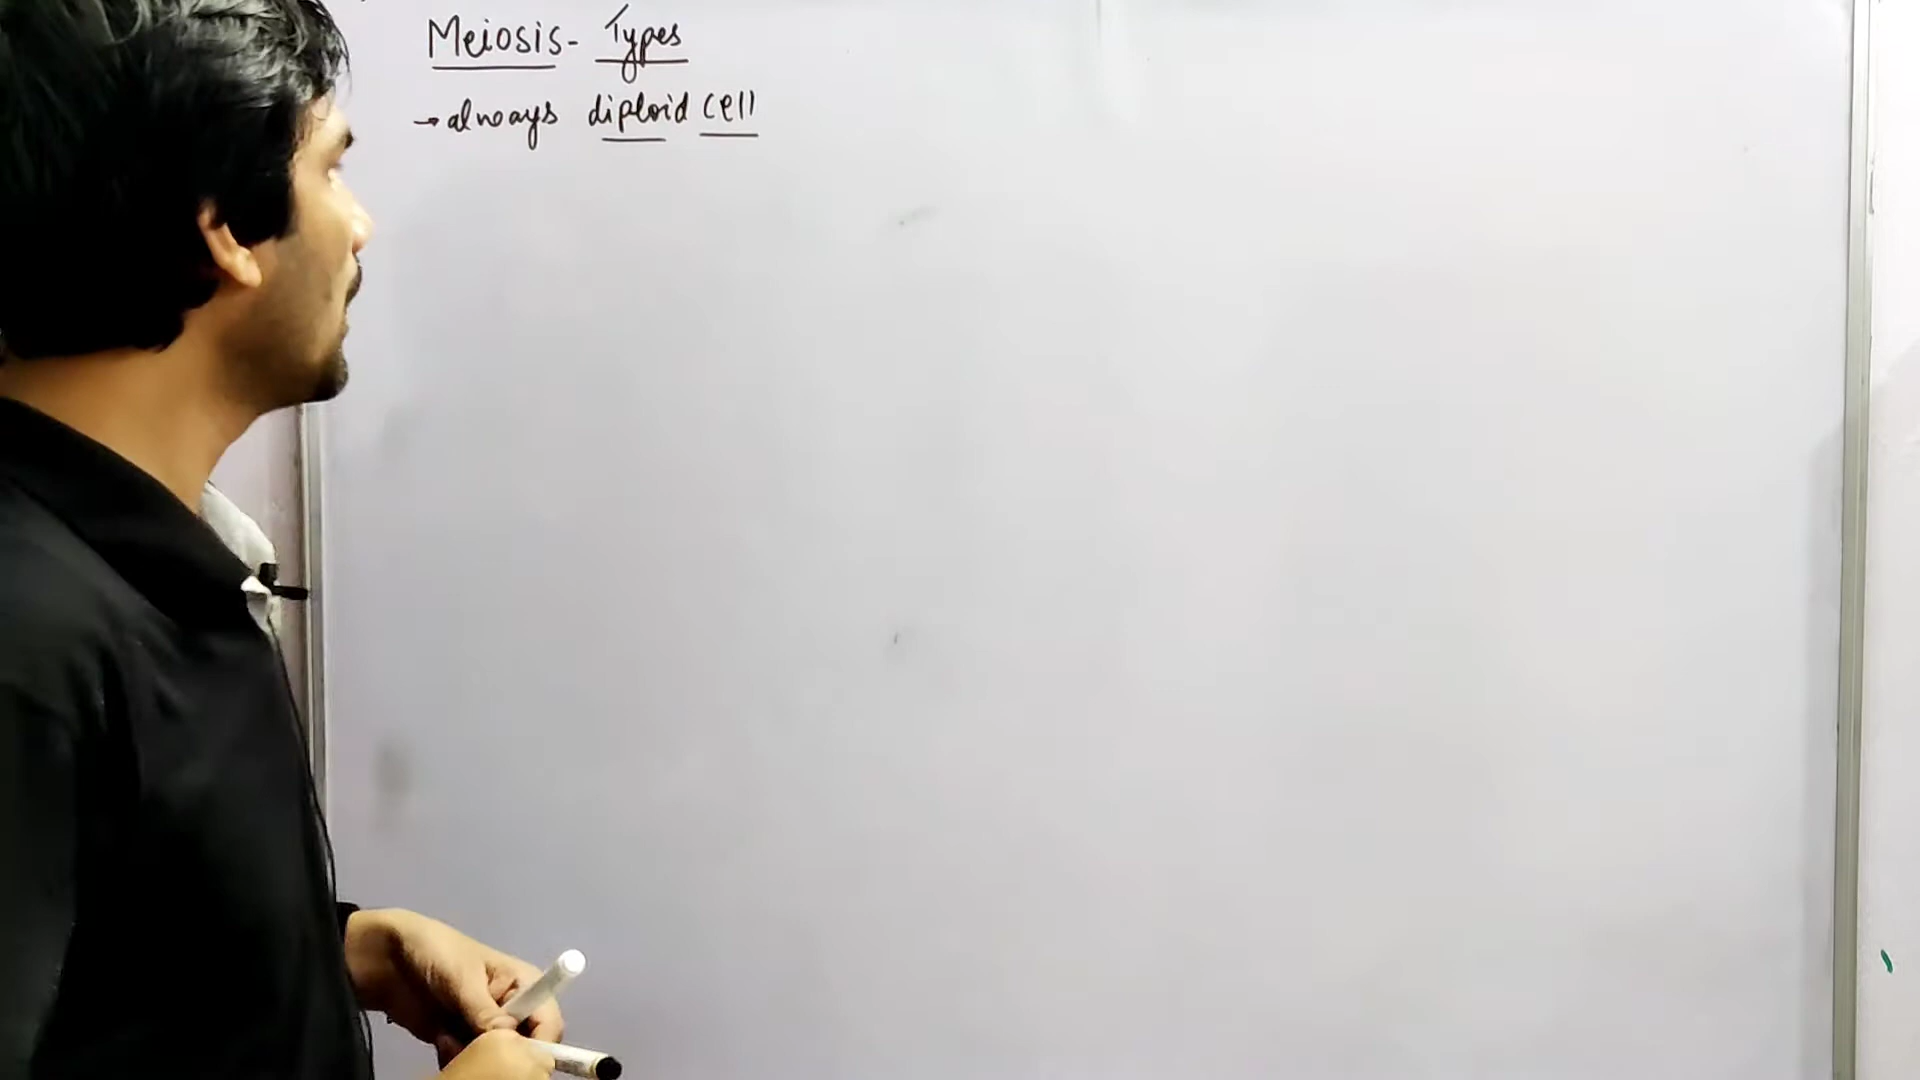 Meiosis- Types
→ always diploid cell